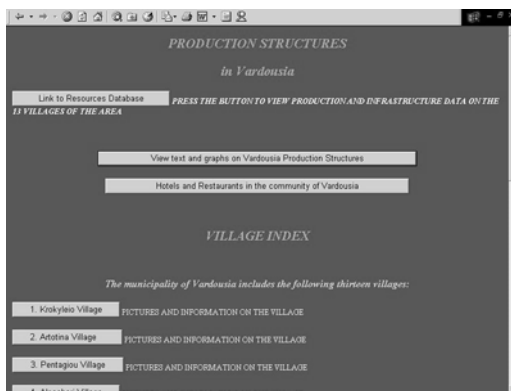 PRODUCTION STRUCTURES
in Vardousia
Link to Resources Database PRESS THE BUTTON TO VIEW PRODUCTION AND INFRASTRUCTURE DATA ON THE
13 VILLAGES OF THE AREA
View text and graphs on Vardousia Production Structures
Hotels and Restaurants in the community of Vardousia
VILLAGE INDEX
The municipality of Vardousia includes the following thirteen villages:
1. Krokyleio Village PICTURES AND INFORMATION ON THE VILLAGE
2. Artotina Village PICTURES AND INFORMATION ON THE VILLAGE
3. Pentagiou Village PICTURES AND INFORMATION ON THE VILLAGE